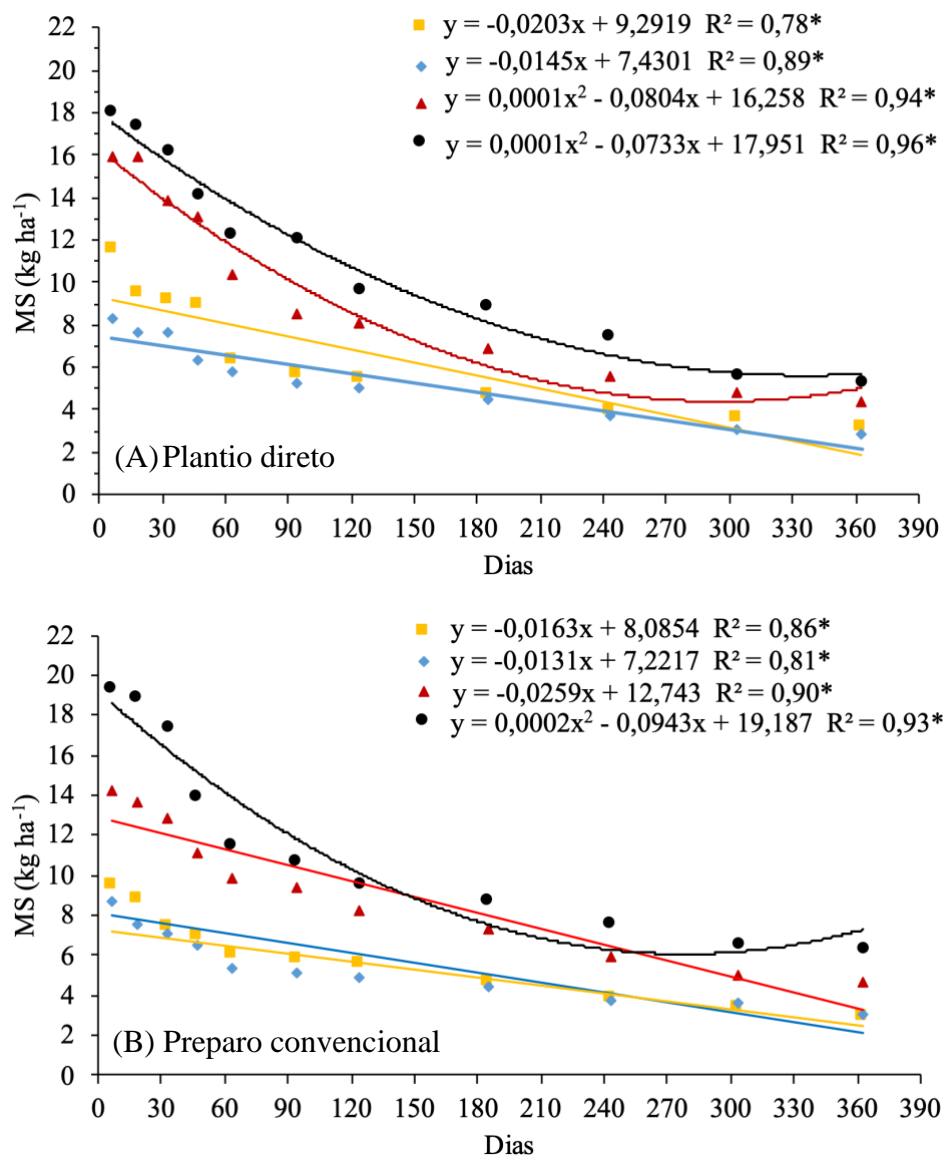 y = -0,0203x + 9,2919 R² = 0,78*
y = -0,0145x + 7,4301 R² = 0,89*
y = 0,0001x² - 0,0804x + 16,258 R² = 0,94*
y = 0,0001x² - 0,0733x + 17,951 R² = 0,96*
22
20
18
16
14
12
10
8
6
4
2
0
MS (kg ha⁻¹)
(A) Plantio direto
0 30 60 90 120 150 180 210 240 270 300 330 360 390
Dias
y = -0,0163x + 8,0854 R² = 0,86*
y = -0,0131x + 7,2217 R² = 0,81*
y = -0,0259x + 12,743 R² = 0,90*
y = 0,0002x² - 0,0943x + 19,187 R² = 0,93*
22
20
18
16
14
12
10
8
6
4
2
0
MS (kg ha⁻¹)
(B) Preparo convencional
0 30 60 90 120 150 180 210 240 270 300 330 360 390
Dias